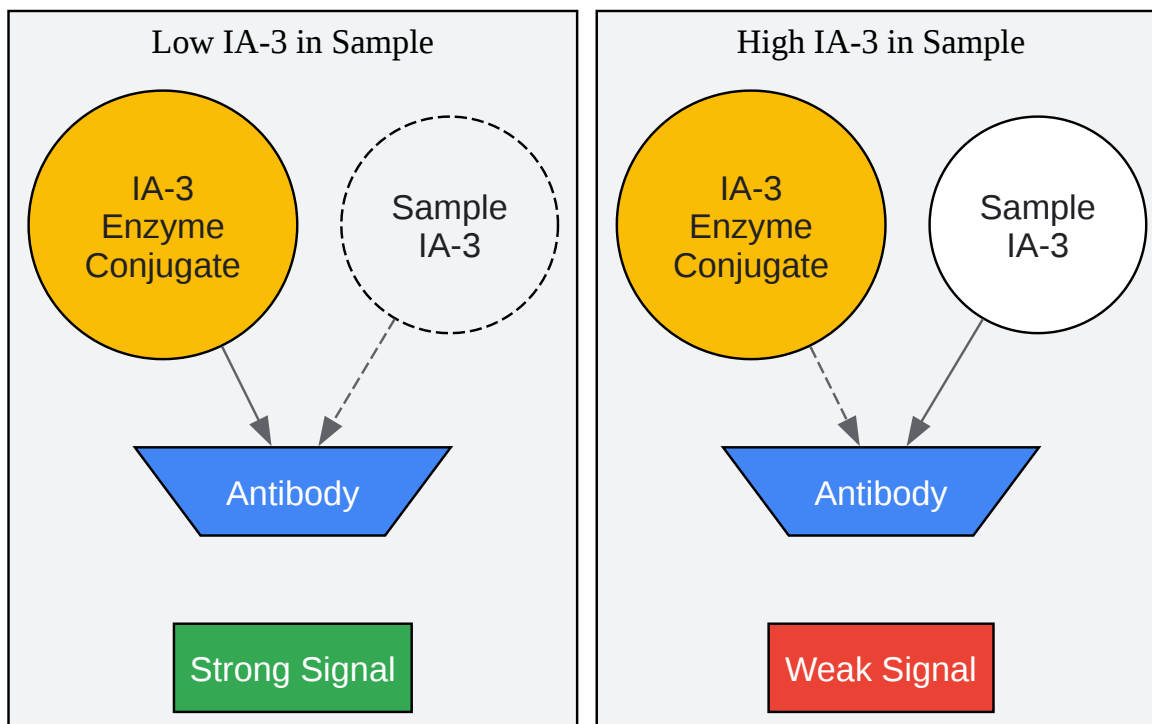 Low IA-3 in Sample
IA-3
Enzyme
Conjugate
Sample
IA-3
Antibody
Strong Signal
High IA-3 in Sample
IA-3
Enzyme
Conjugate
Sample
IA-3
Antibody
Weak Signal